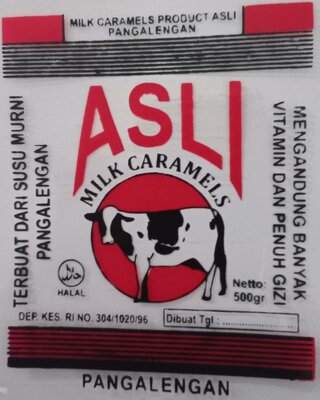 MILK CARAMELS PRODUCT ASLI
PANGALENGAN
ASLI
MILK CARAMELS
TERBUAT DARI SUSU MURNI
PANGALENGAN
MENGANDUNG BANYAK
VITAMIN DAN PENUH GIZI
حلال
HALAL
Netto:
500gr
DEP. KES. RI NO. 304/1020/96
Dibuat Tgl : ....................
PANGALENGAN